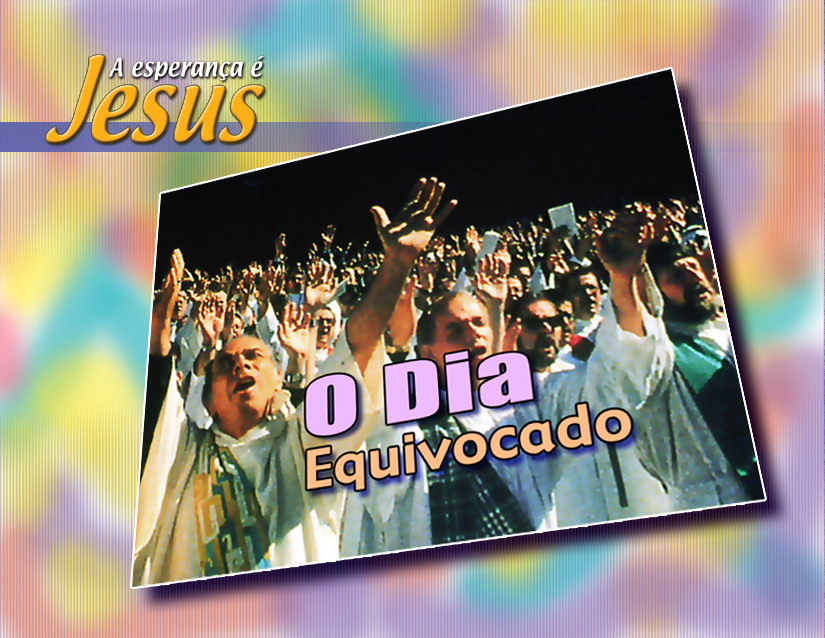 A esperança é
Jesus
O Dia
Equivocado